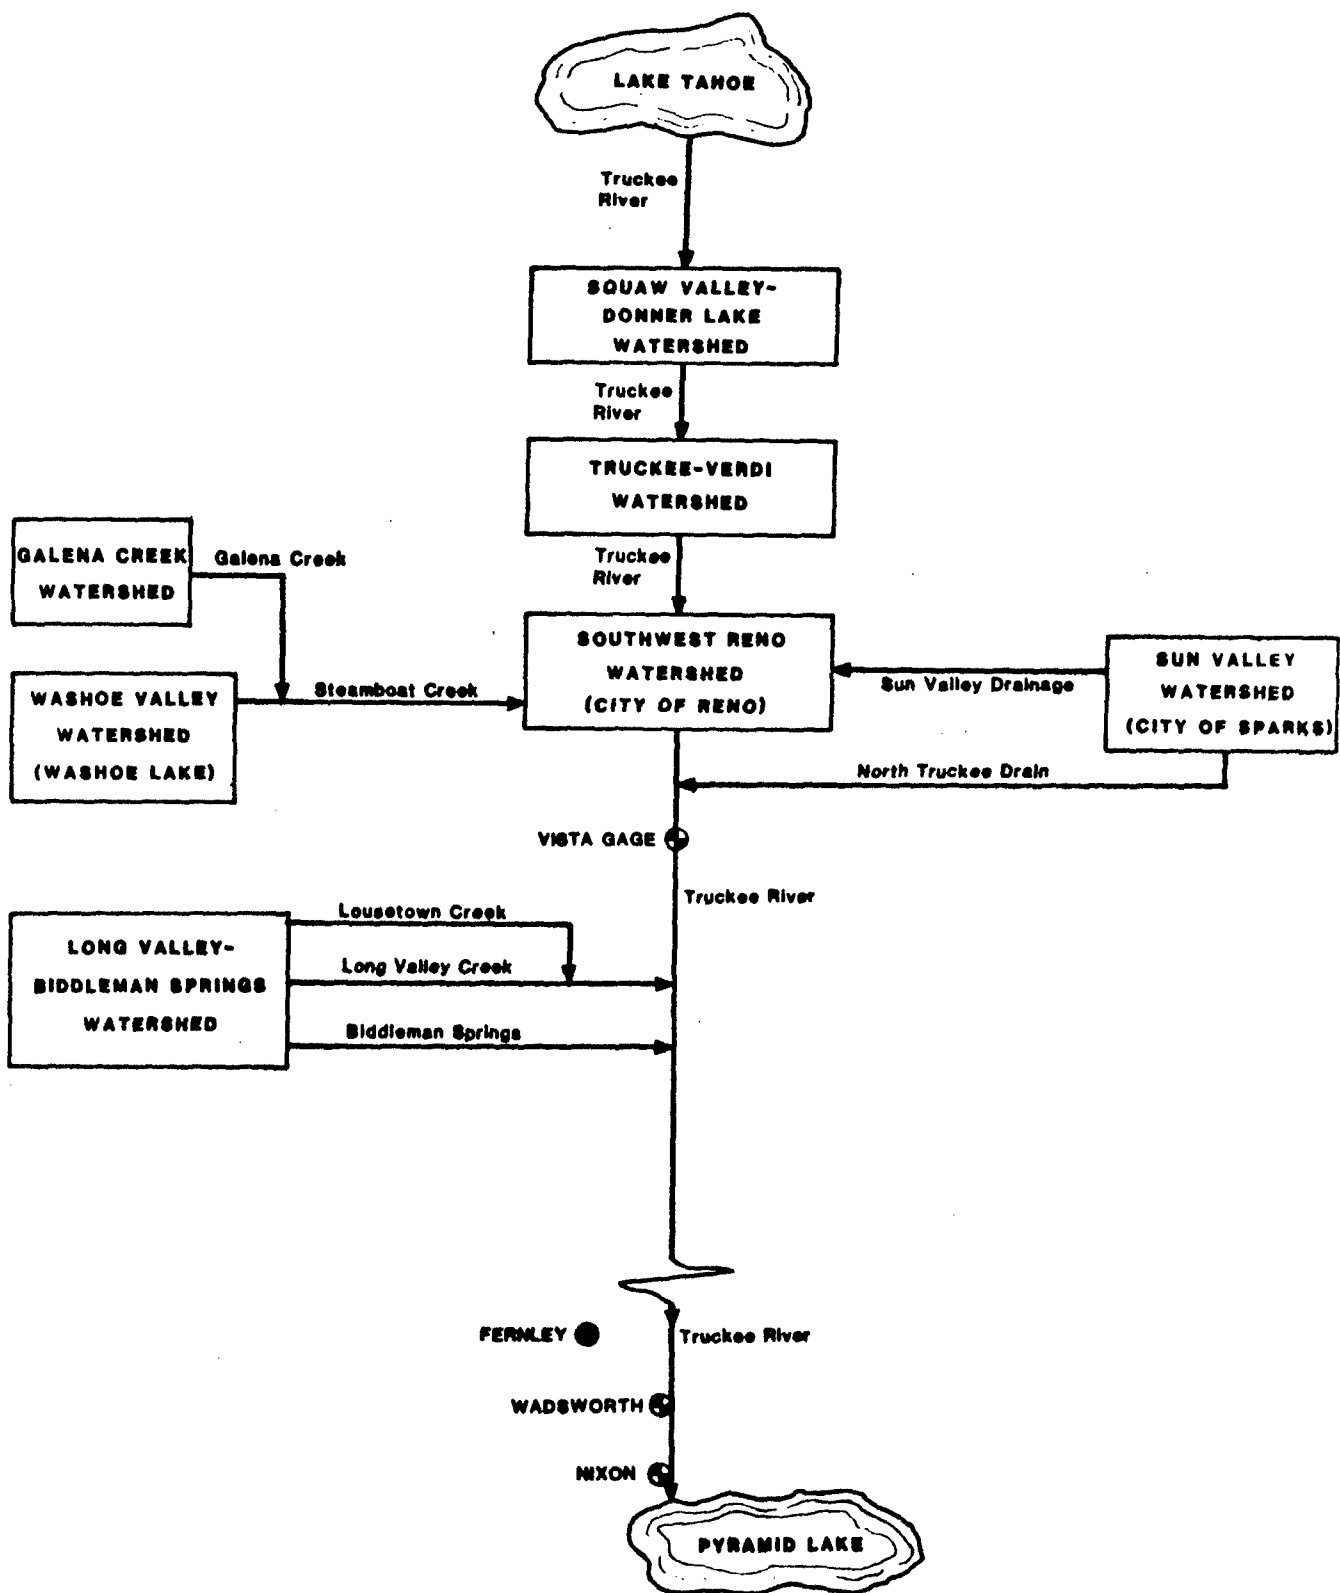 LAKE TAHOE
Truckee
River
SQUAW VALLEY-
DONNER LAKE
WATERSHED
Truckee
River
TRUCKEE-VERDI
WATERSHED
Truckee
River
GALENA CREEK
WATERSHED
Galena Creek
SOUTHWEST RENO
WATERSHED
(CITY OF RENO)
SUN VALLEY
WATERSHED
(CITY OF SPARKS)
Sun Valley Drainage
WASHOE VALLEY
WATERSHED
(WASHOE LAKE)
Steamboat Creek
North Truckee Drain
VISTA GAGE
Truckee River
Lousetown Creek
LONG VALLEY-
BIDDLEMAN SPRINGS
WATERSHED
Long Valley Creek
Biddleman Springs
FERNLEY
Truckee River
WADSWORTH
NIXON
PYRAMID LAKE